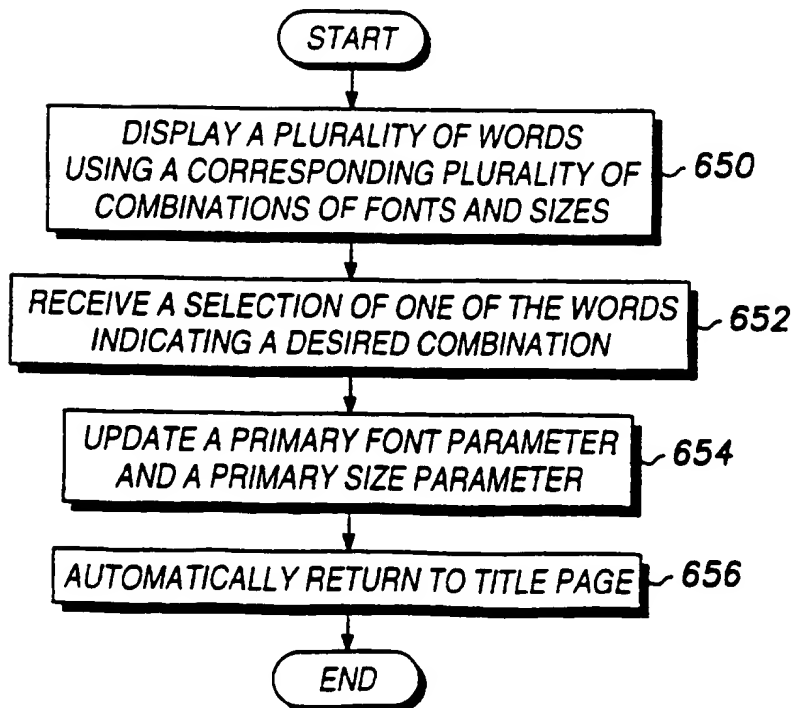 START
DISPLAY A PLURALITY OF WORDS
USING A CORRESPONDING PLURALITY OF
COMBINATIONS OF FONTS AND SIZES
650
RECEIVE A SELECTION OF ONE OF THE WORDS
INDICATING A DESIRED COMBINATION
652
UPDATE A PRIMARY FONT PARAMETER
AND A PRIMARY SIZE PARAMETER
654
AUTOMATICALLY RETURN TO TITLE PAGE
656
END